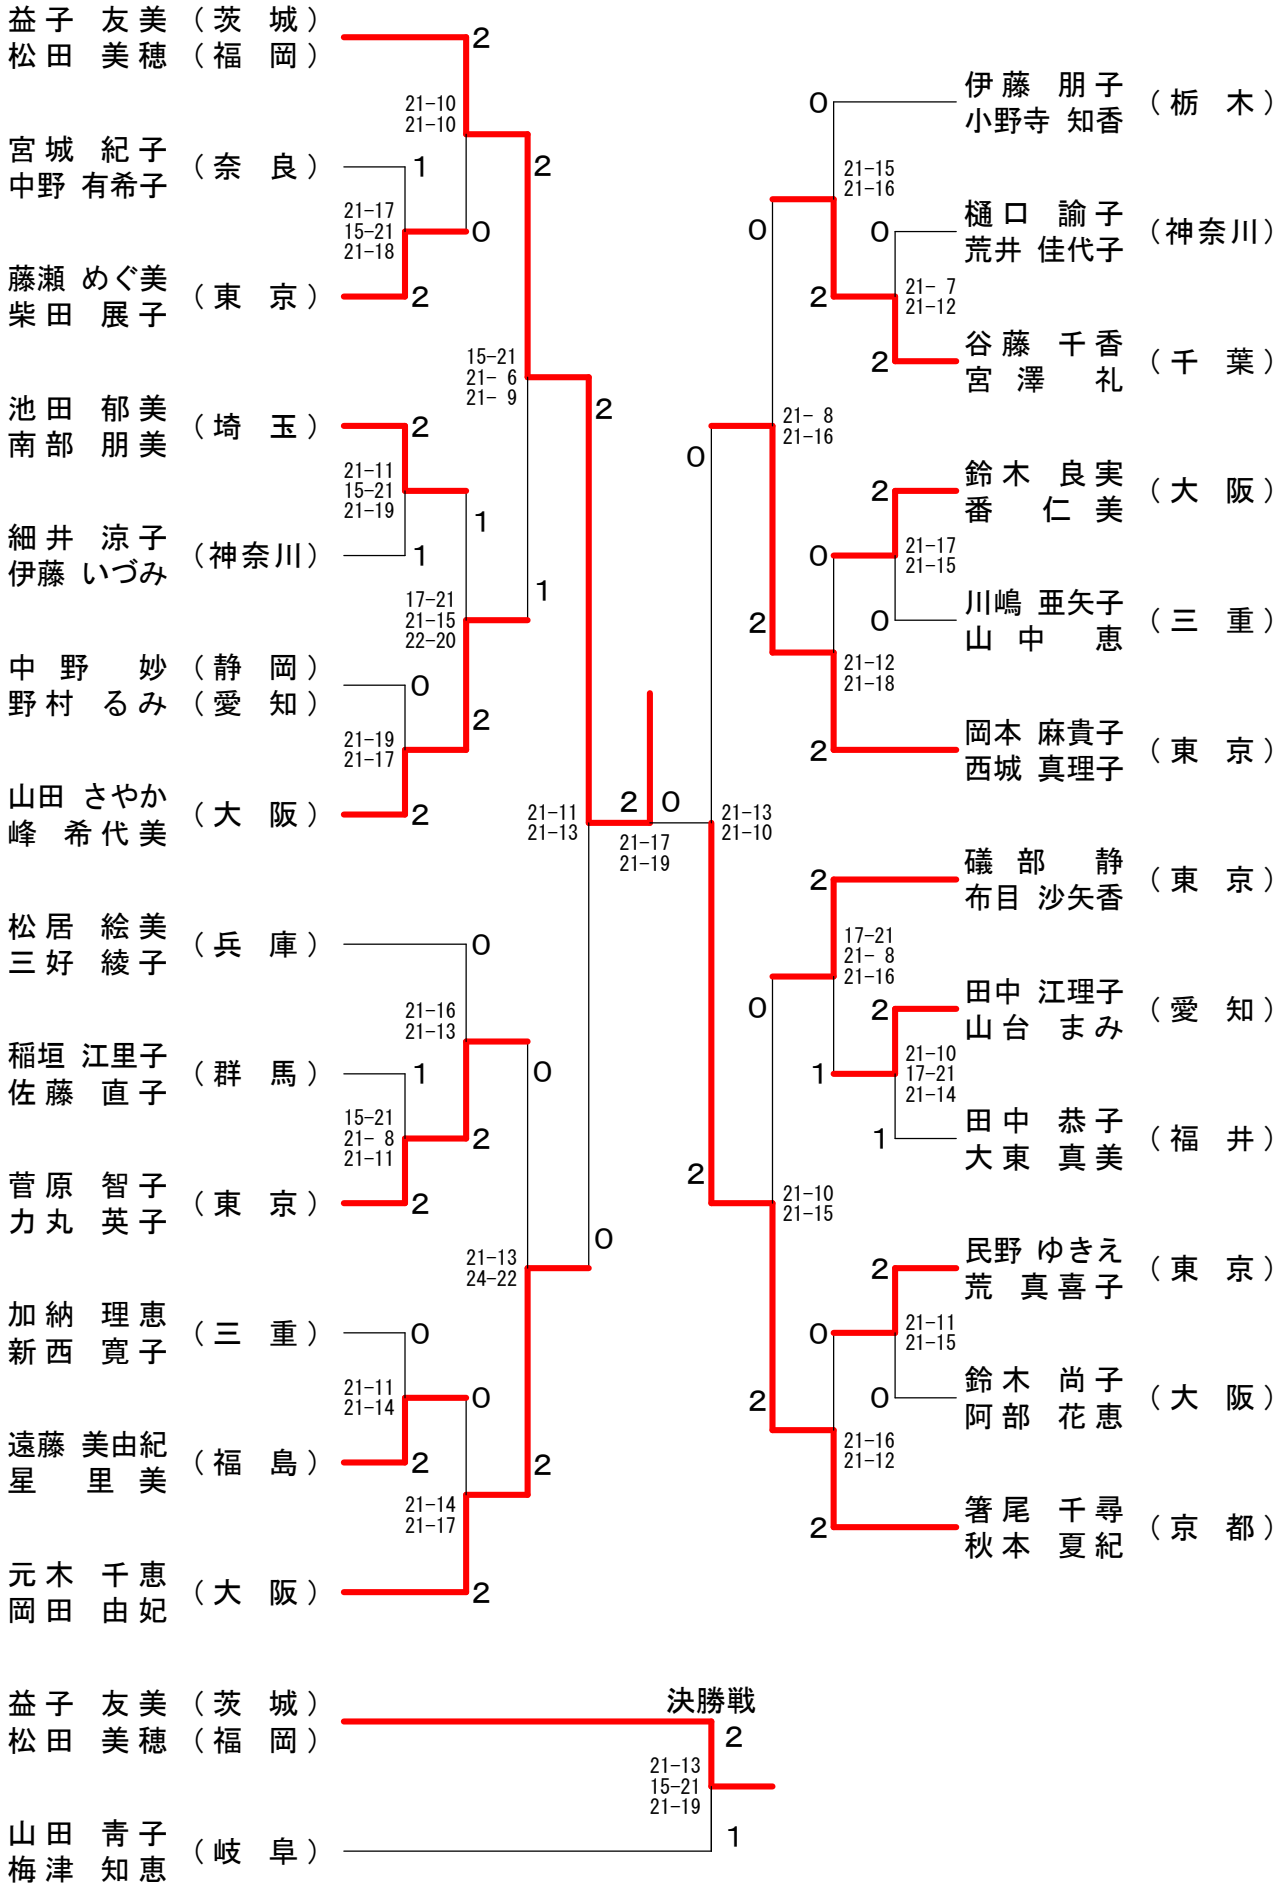 益子 友美 (茨 城)
松田 美穂 (福 岡)
2
21-10
21-10
宮城 紀子
中野 有希子
(奈 良)
1
2
21-17
15-21
21-18
0
藤瀬 めぐ美
柴田 展子
(東 京)
2
15-21
21- 6
21- 9
2
池田 郁美
南部 朋美
(埼 玉)
2
21-11
15-21
21-19
1
細井 涼子
伊藤 いづみ
(神奈川)
1
17-21
21-15
22-20
1
中野 妙 (静 岡)
野村 るみ (愛 知)
0
21-19
21-17
2
山田 さやか
峰 希代美
(大 阪)
2
21-11
21-13
2 0
21-17
21-19
松居 絵美
三好 綾子
(兵 庫)
0
21-16
21-13
稲垣 江里子
佐藤 直子
(群 馬)
1
0
15-21
21- 8
21-11
2
菅原 智子
力丸 英子
(東 京)
2
21-13
24-22
0
加納 理恵
新西 寛子
(三 重)
0
21-11
21-14
0
遠藤 美由紀
星 里美
(福 島)
2
2
21-14
21-17
元木 千恵
岡田 由妃
(大 阪)
2
0
伊藤 朋子
小野寺 知香
(栃 木)
21-15
21-16
0
0
樋口 諭子
荒井 佳代子
(神奈川)
2
21- 7
21-12
2
谷藤 千香
宮澤 礼
(千 葉)
21- 8
21-16
0
2
鈴木 良実
番 仁美
(大 阪)
0
21-17
21-15
2
0
川嶋 亜矢子
山中 恵
(三 重)
21-12
21-18
2
岡本 麻貴子
西城 真理子
(東 京)
21-13
21-10
2
礒部 静
布目 沙矢香
(東 京)
17-21
21- 8
21-16
0
2
田中 江理子
山台 まみ
(愛 知)
1
21-10
17-21
21-14
1
田中 恭子
大東 真美
(福 井)
2
21-10
21-15
2
民野 ゆきえ
荒 真喜子
(東 京)
0
21-11
21-15
2
0
鈴木 尚子
阿部 花恵
(大 阪)
21-16
21-12
2
箸尾 千尋
秋本 夏紀
(京 都)
益子 友美 (茨 城)
松田 美穂 (福 岡)
決勝戦
2
21-13
15-21
21-19
山田 青子
梅津 知恵
(岐 阜)
1